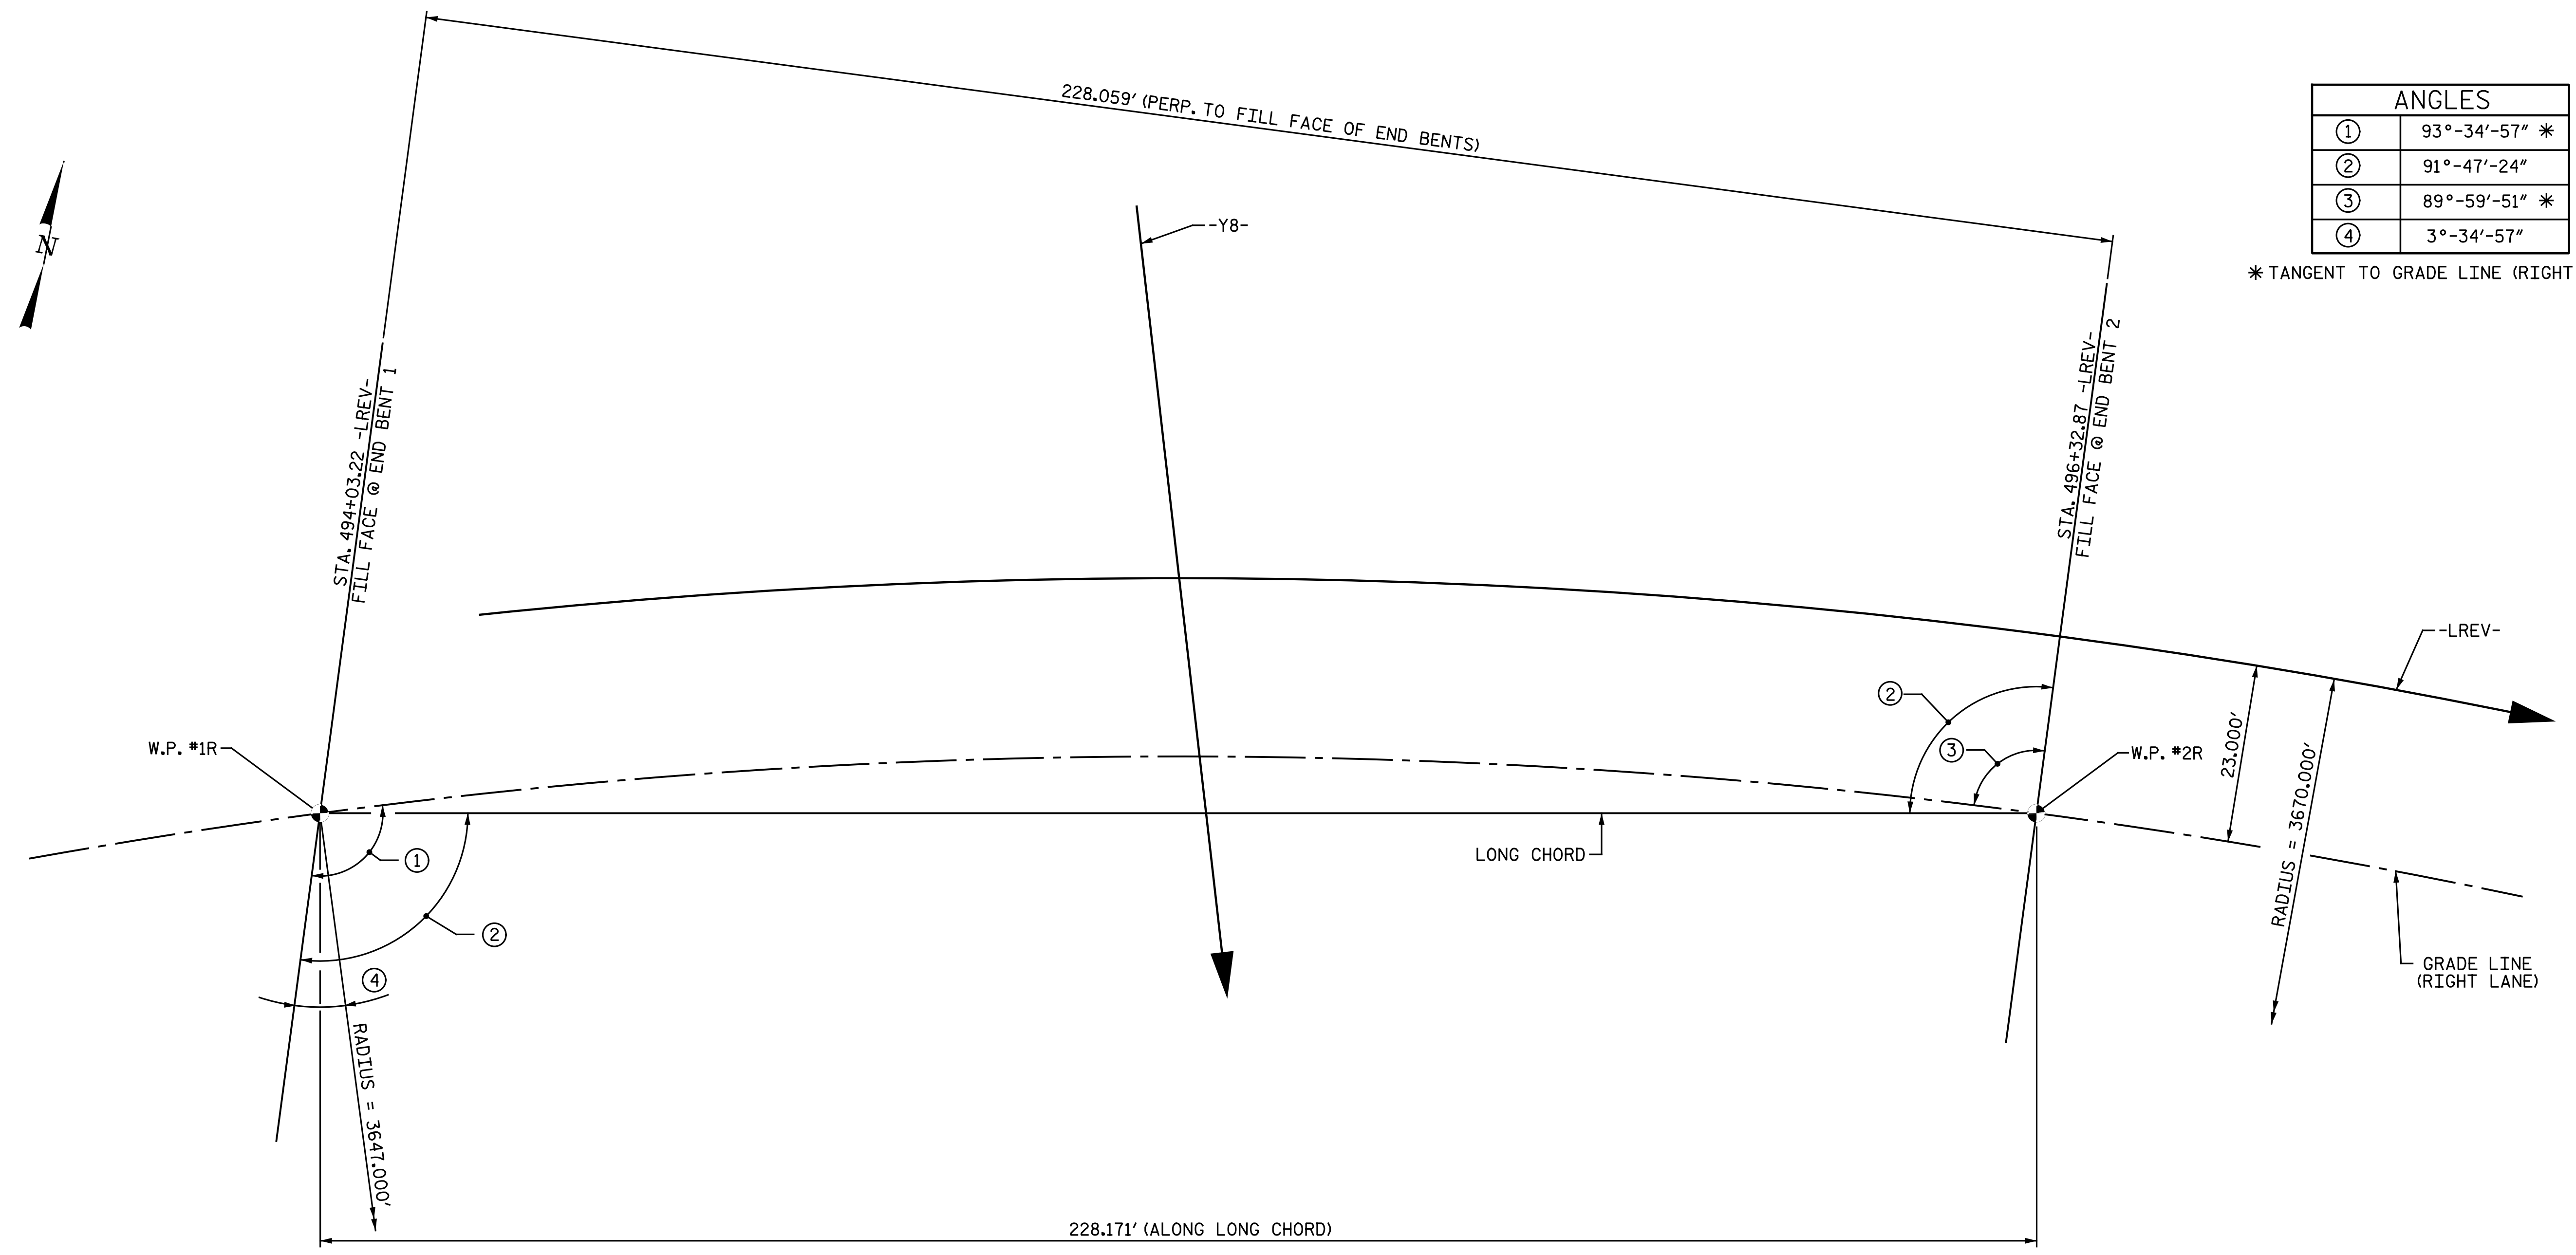 228.059' (PERP. TO FILL FACE OF END BENTS)
ANGLES
1 93°-34'-57" *
2 91°-47'-24"
3 89°-59'-51" *
4 3°-34'-57"
* TANGENT TO GRADE LINE (RIGHT
N
-Y8-
STA. 494+03.22 -LREV-
FILL FACE @ END BENT 1
STA. 496+32.87 -LREV-
FILL FACE @ END BENT 2
-LREV-
2
3
W.P. #1R
W.P. #2R
23.000'
RADIUS = 3670.000'
1
LONG CHORD
2
4
GRADE LINE
(RIGHT LANE)
RADIUS = 3647.000'
228.171' (ALONG LONG CHORD)